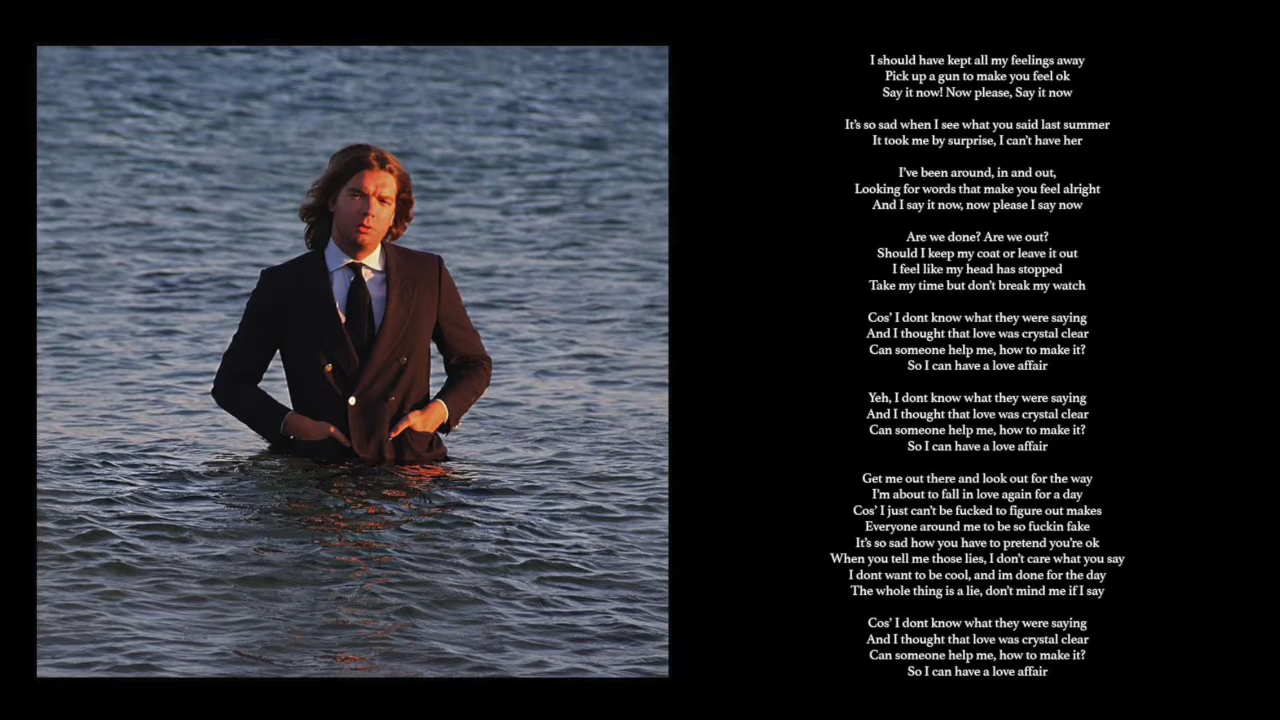 I should have kept all my feelings away
Pick up a gun to make you feel ok
Say it now! Now please, Say it now
It's so sad when I see what you said last summer
It took me by surprise, I can't have her
I've been around, in and out,
Looking for words that make you feel alright
And I say it now, now please I say now
Are we done? Are we out?
Should I keep my coat or leave it out
I feel like my head has stopped
Take my time but don't break my watch
Cos' I dont know what they were saying
And I thought that love was crystal clear
Can someone help me, how to make it?
So I can have a love affair
Yeh, I dont know what they were saying
And I thought that love was crystal clear
Can someone help me, how to make it?
So I can have a love affair
Get me out there and look out for the way
I'm about to fall in love again for a day
Cos' I just can't be fucked to figure out makes
Everyone around me to be so fuckin fake
It's so sad how you have to pretend you're ok
When you tell me those lies, I don't care what you say
I dont want to be cool, and im done for the day
The whole thing is a lie, don't mind me if I say
Cos' I dont know what they were saying
And I thought that love was crystal clear
Can someone help me, how to make it?
So I can have a love affair